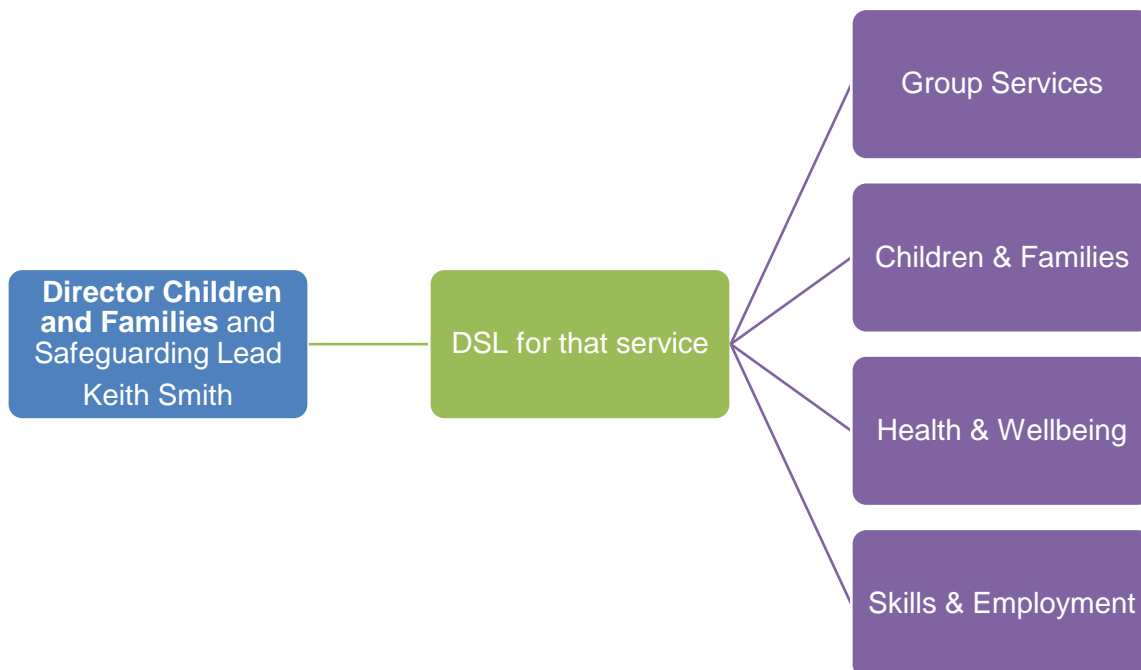 Director Children
and Families and
Safeguarding Lead
Keith Smith
DSL for that service
Group Services
Children & Families
Health & Wellbeing
Skills & Employment